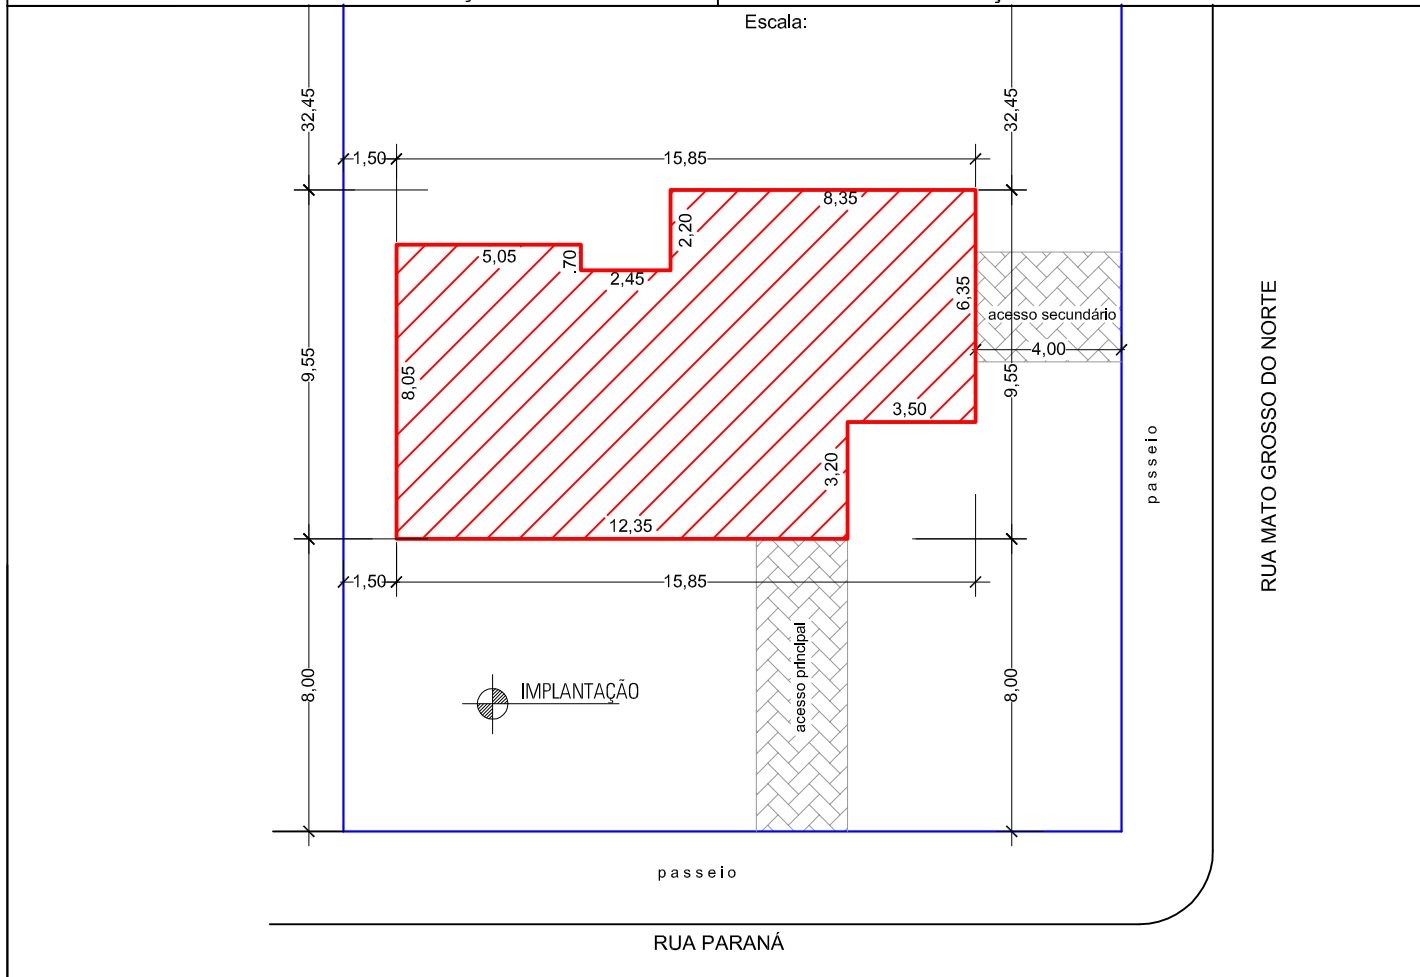 Escala:
32,45
32,45
1,50
15,85
8,35
2,20
5,05
.70
2,45
6,35
acesso secundário
4,00
9,55
8,05
9,55
3,50
3,20
12,35
1,50
15,85
8,00
IMPLANTAÇÃO
acesso principal
8,00
passeio
RUA MATO GROSSO DO NORTE
passeio
RUA PARANÁ